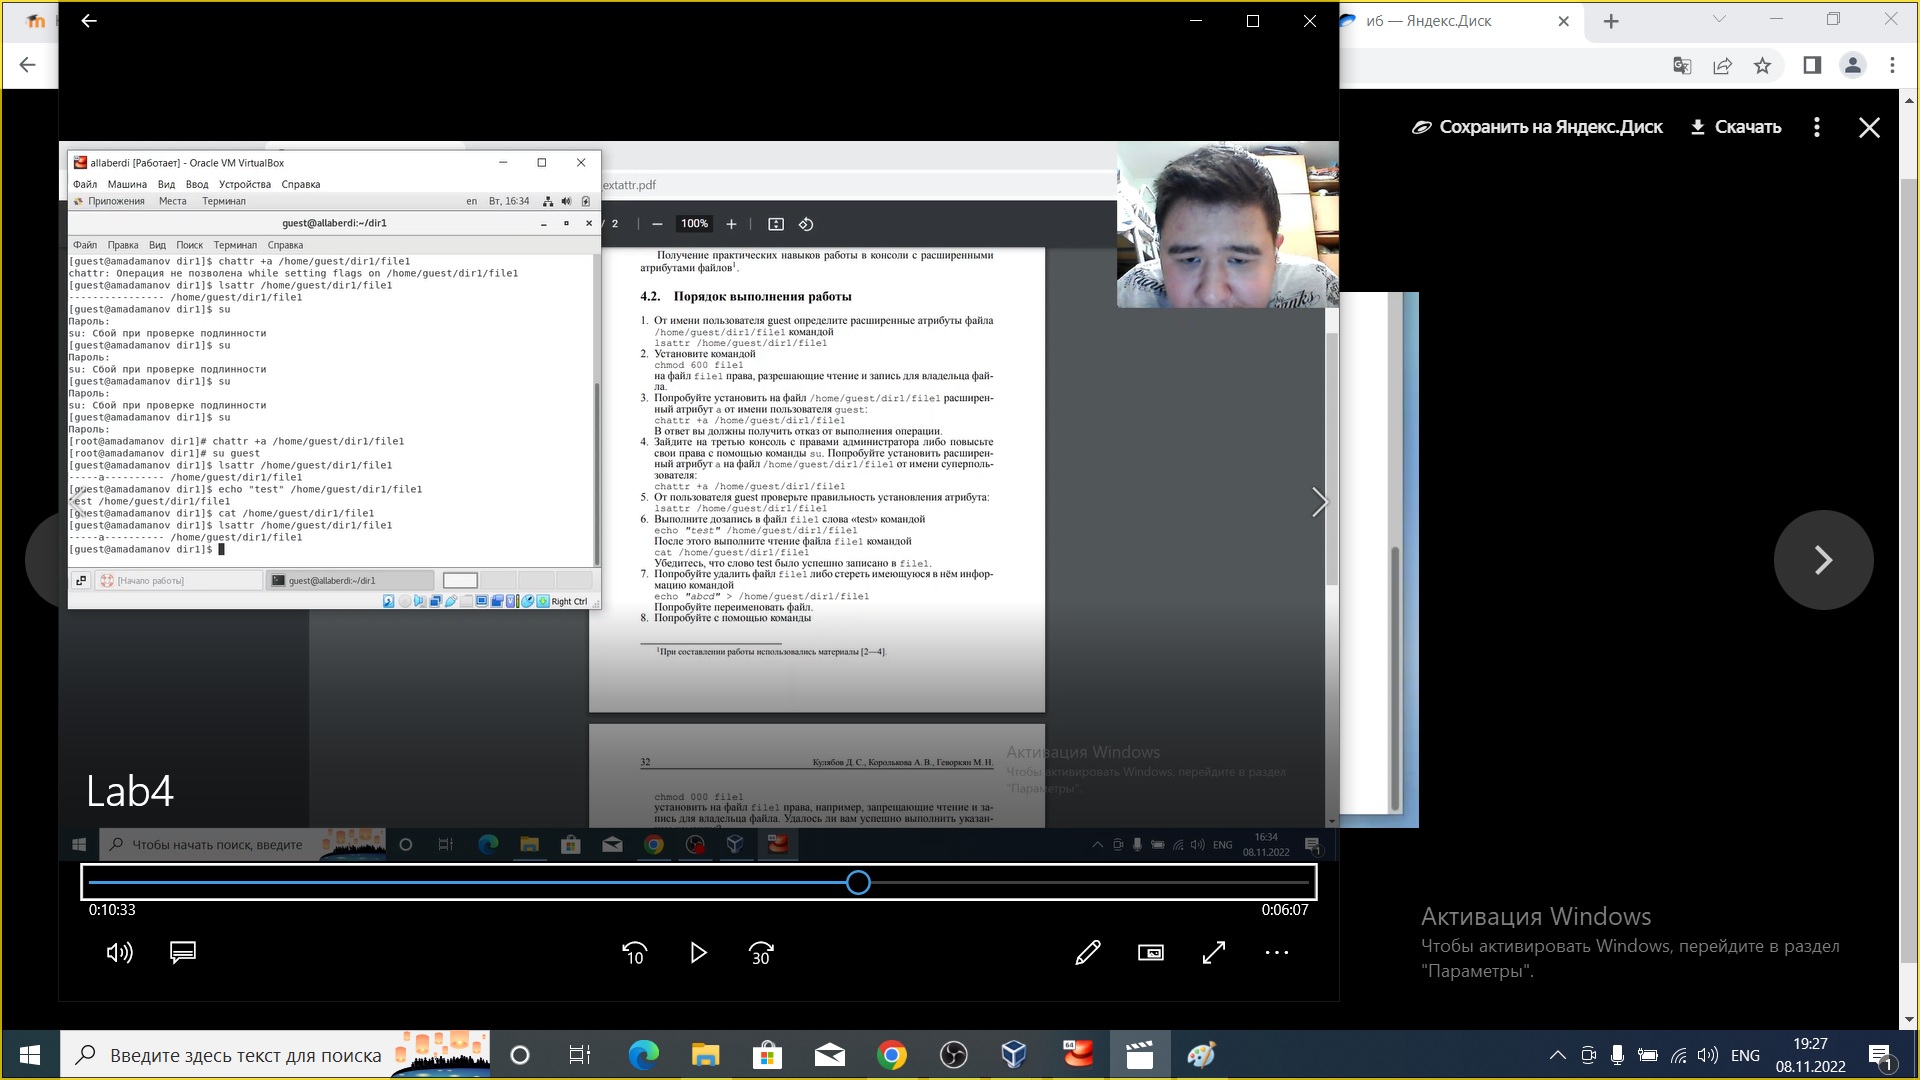 иб — Яндекс.Диск
Сохранить на Яндекс.Диск
Скачать
allaberdi [Работает] - Oracle VM VirtualBox
Файл Машина Вид Ввод Устройства Справка
Приложения Места Терминал en Вт, 16:34
guest@allaberdi:~/dir1
Файл Правка Вид Поиск Терминал Справка
[guest@amadamanov dir1]$ chattr +a /home/guest/dir1/file1
chattr: Операция не позволена while setting flags on /home/guest/dir1/file1
[guest@amadamanov dir1]$ lsattr /home/guest/dir1/file1
---------------- /home/guest/dir1/file1
[guest@amadamanov dir1]$ su
Пароль:
su: Сбой при проверке подлинности
[guest@amadamanov dir1]$ su
Пароль:
su: Сбой при проверке подлинности
[guest@amadamanov dir1]$ su
Пароль:
su: Сбой при проверке подлинности
[guest@amadamanov dir1]$ su
Пароль:
[root@amadamanov dir1]# chattr +a /home/guest/dir1/file1
[root@amadamanov dir1]# su guest
[guest@amadamanov dir1]$ lsattr /home/guest/dir1/file1
-----a---------- /home/guest/dir1/file1
[guest@amadamanov dir1]$ echo "test" /home/guest/dir1/file1
est /home/guest/dir1/file1
[guest@amadamanov dir1]$ cat /home/guest/dir1/file1
[guest@amadamanov dir1]$ lsattr /home/guest/dir1/file1
-----a---------- /home/guest/dir1/file1
[guest@amadamanov dir1]$
[Начало работы] guest@allaberdi:~/dir1
Right Ctrl
extattr.pdf
/ 2 100%
Получение практических навыков работы в консоли с расширенными
атрибутами файлов1.
4.2. Порядок выполнения работы
1. От имени пользователя guest определите расширенные атрибуты файла
/home/guest/dir1/file1 командой
lsattr /home/guest/dir1/file1
2. Установите командой
chmod 600 file1
на файл file1 права, разрешающие чтение и запись для владельца фай-
ла.
3. Попробуйте установить на файл /home/guest/dir1/file1 расширен-
ный атрибут a от имени пользователя guest:
chattr +a /home/guest/dir1/file1
В ответ вы должны получить отказ от выполнения операции.
4. Зайдите на третью консоль с правами администратора либо повысьте
свои права с помощью команды su. Попробуйте установить расширен-
ный атрибут a на файл /home/guest/dir1/file1 от имени суперполь-
зователя:
chattr +a /home/guest/dir1/file1
5. От пользователя guest проверьте правильность установления атрибута:
lsattr /home/guest/dir1/file1
6. Выполните дозапись в файл file1 слова «test» командой
echo "test" /home/guest/dir1/file1
После этого выполните чтение файла file1 командой
cat /home/guest/dir1/file1
Убедитесь, что слово test было успешно записано в file1.
7. Попробуйте удалить файл file1 либо стереть имеющуюся в нём инфор-
мацию командой
echo "abcd" > /home/guest/dir1/file1
Попробуйте переименовать файл.
8. Попробуйте с помощью команды
1При составлении работы использовались материалы [2—4].
32 Кулябов Д. С., Королькова А. В., Геворкян М. Н.
chmod 000 file1
установить на файл file1 права, например, запрещающие чтение и за-
пись для владельца файла. Удалось ли вам успешно выполнить указан-
Активация Windows
Чтобы активировать Windows, перейдите в раздел
"Параметры".
Lab4
Чтобы начать поиск, введите
ENG
16:34
08.11.2022
1
0:10:33
0:06:07
10
30
Активация Windows
Чтобы активировать Windows, перейдите в раздел
"Параметры".
Введите здесь текст для поиска
64
ENG
19:27
08.11.2022
1